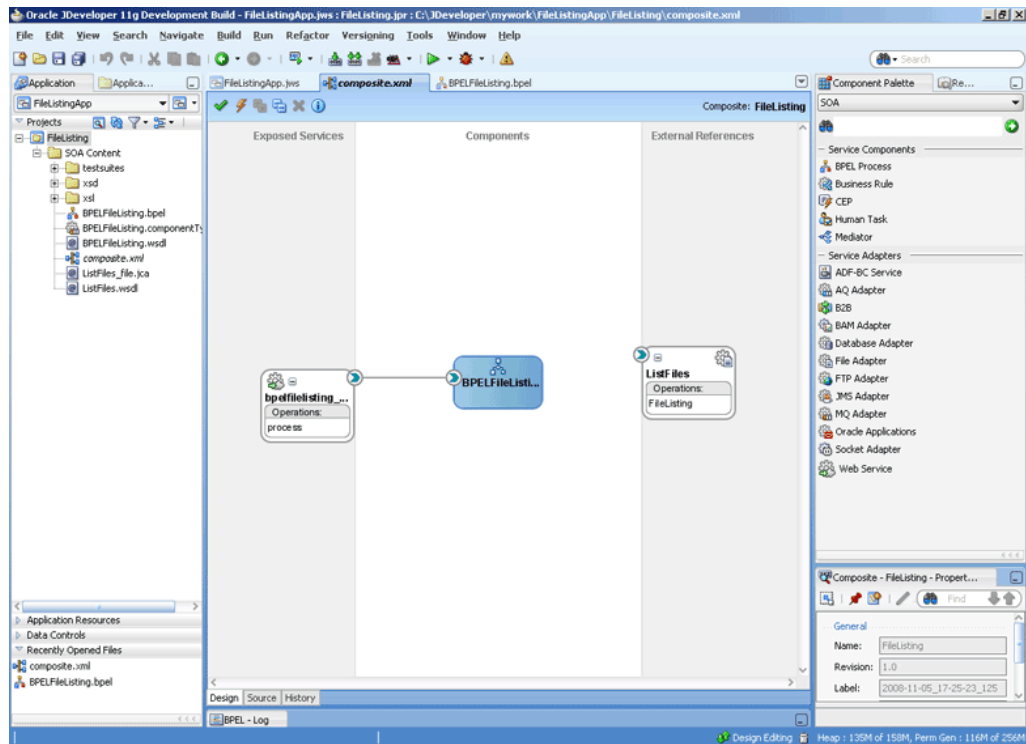 Oracle JDeveloper 11g Development Build - FileListingApp.jws : FileListing.jpr : C:\JDeveloper\mywork\FileListingApp\FileListing\composite.xml
File Edit View Search Navigate Build Run Refactor Versioning Tools Window Help
Search
Application Applica...
FileListingApp
Projects
FileListing
SOA Content
testsuites
xsd
xsl
BPELFileListing.bpel
BPELFileListing.componentTy
BPELFileListing.wsdl
composite.xml
ListFiles_file.jca
ListFiles.wsdl
Application Resources
Data Controls
Recently Opened Files
composite.xml
BPELFileListing.bpel
FileListingApp.jws composite.xml BPELFileListing.bpel
Composite: FileListing
Exposed Services Components External References
bpelfilelisting_...
Operations:
process
BPELFileListi...
ListFiles
Operations:
FileListing
Design Source History
BPEL - Log
Component Palette Re...
SOA
Service Components
BPEL Process
Business Rule
CEP
Human Task
Mediator
Service Adapters
ADF-BC Service
AQ Adapter
B2B
BAM Adapter
Database Adapter
File Adapter
FTP Adapter
JMS Adapter
MQ Adapter
Oracle Applications
Socket Adapter
Web Service
Composite - FileListing - Propert...
Find
General
Name: FileListing
Revision: 1.0
Label: 2008-11-05_17-25-23_125
Design Editing Heap : 135M of 158M, Perm Gen : 116M of 256M